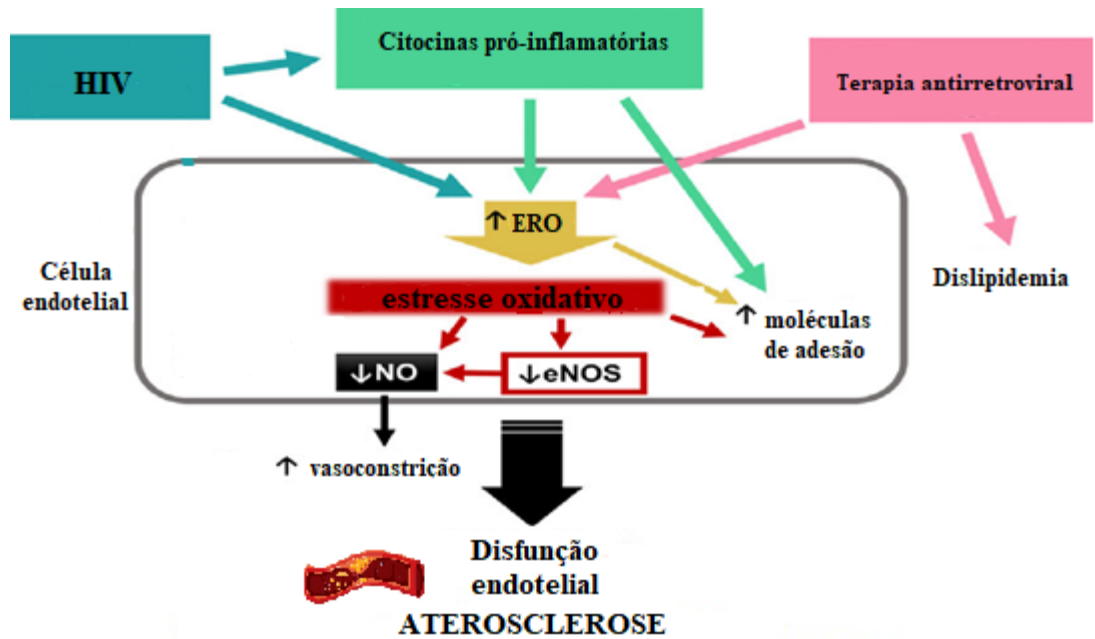 HIV
Citocinas pró-inflamatórias
Terapia antirretroviral
↑ ERO
Célula
endotelial
estresse oxidativo
Dislipidemia
↑ moléculas
de adesão
↓NO
↓eNOS
↑ vasoconstrição
Disfunção
endotelial
ATEROSCLEROSE